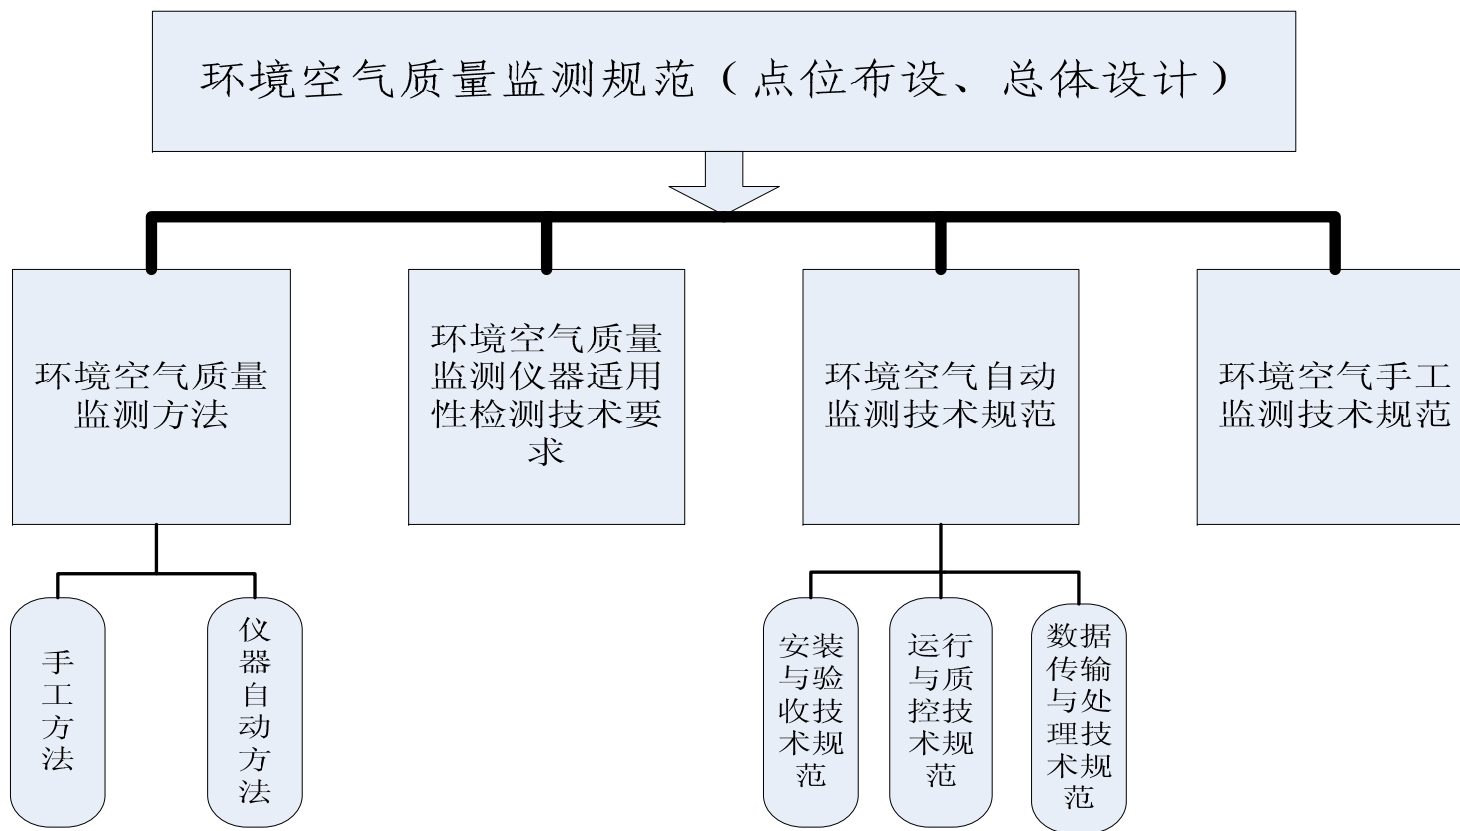 环境空气质量监测规范（点位布设、总体设计）
环境空气质量
监测方法
环境空气质量
监测仪器适用
性检测技术要
求
环境空气自动
监测技术规范
环境空气手工
监测技术规范
手
工
方
法
仪
器
自
动
方
法
安装
与验
收技
术规
范
运行
与质
控技
术规
范
数据
传输
与处
理技
术规
范